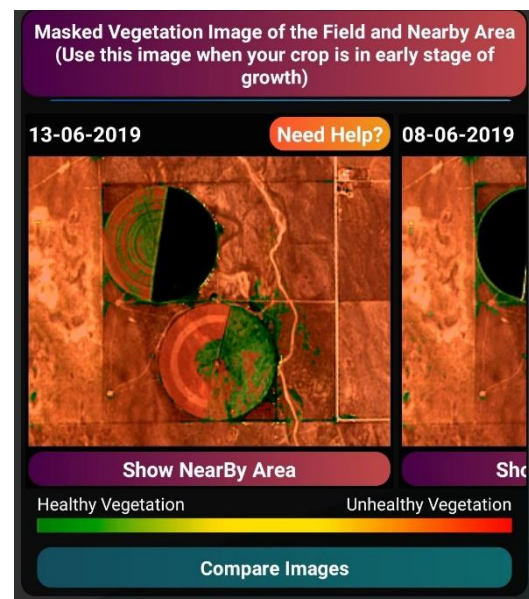 Masked Vegetation Image of the Field and Nearby Area
(Use this image when your crop is in early stage of
growth)
13-06-2019
Need Help?
08-06-2019
Show NearBy Area
Sho
Healthy Vegetation
Unhealthy Vegetation
Compare Images